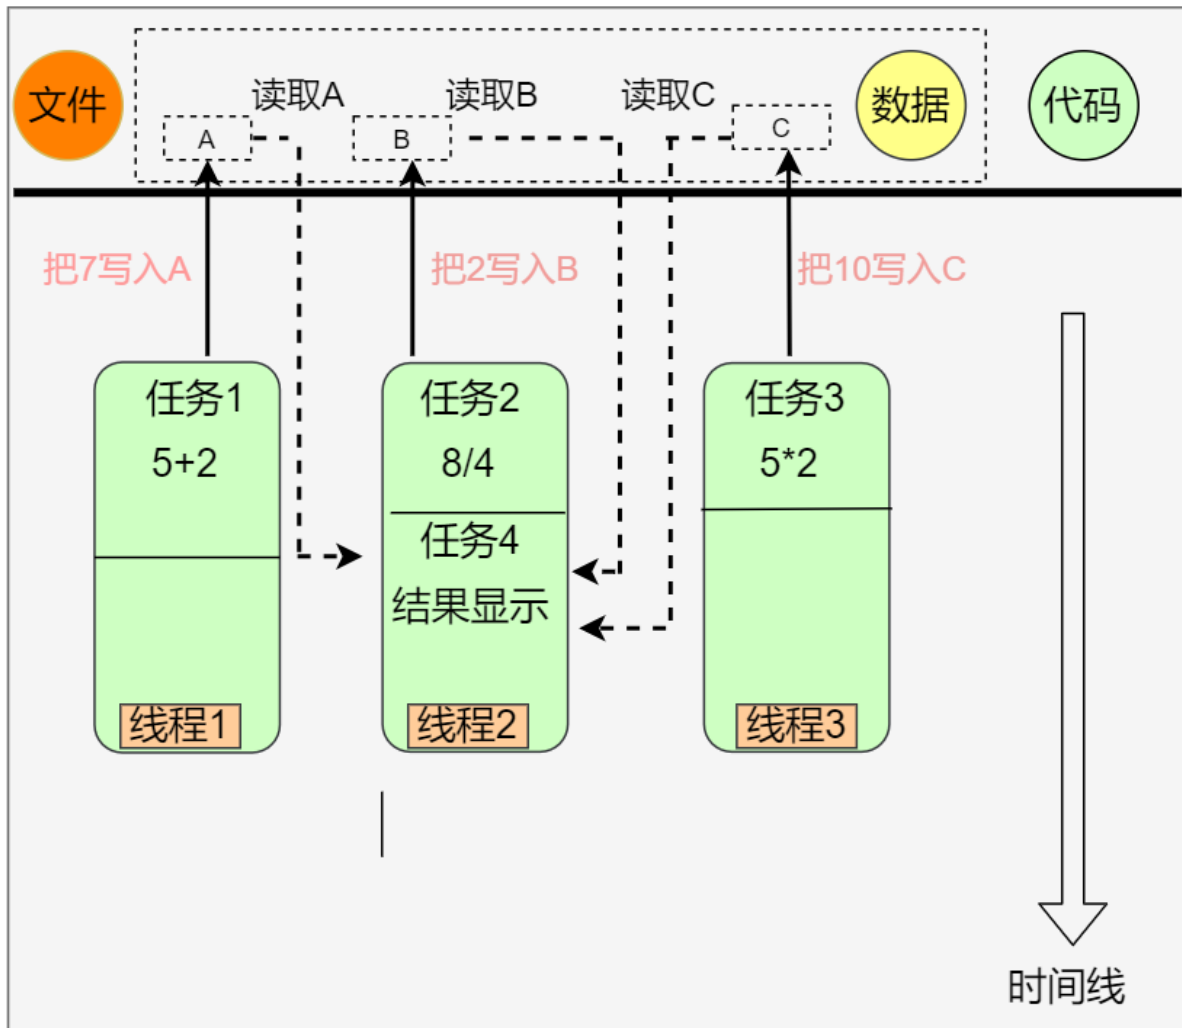 文件
读取A
读取B
读取C
数据
代码
A
B
C
把7写入A
把2写入B
把10写入C
任务1
5+2
任务2
8/4
任务3
5*2
任务4
结果显示
线程1
线程2
线程3
时间线